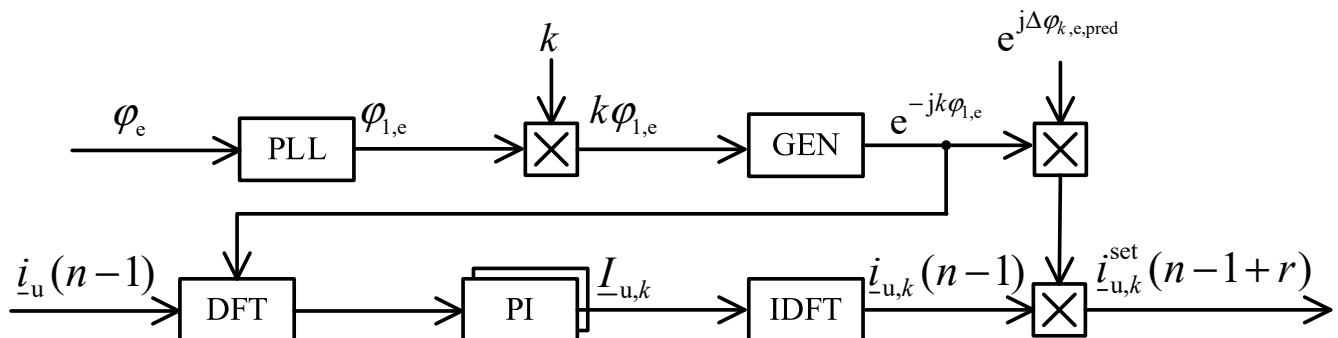 k
e^{jΔφ_{k,e,pred}}
φ_e
φ_{1,e}
kφ_{1,e}
e^{-jkφ_{1,e}}
PLL
GEN
i_u(n−1)
I_{u,k}
i_{u,k}(n−1)
i_{u,k}^{set}(n−1+r)
DFT
PI
IDFT